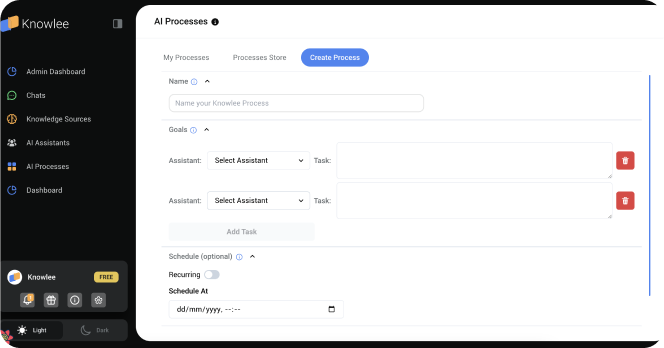 Knowlee
Admin Dashboard
Chats
Knowledge Sources
AI Assistants
AI Processes
Dashboard
Knowlee
FREE
Light
Dark
AI Processes
My Processes
Processes Store
Create Process
Name
Name your Knowlee Process
Goals
Assistant: Select Assistant Task:
Assistant: Select Assistant Task:
Add Task
Schedule (optional)
Recurring
Schedule At
dd/mm/yyyy, --:--